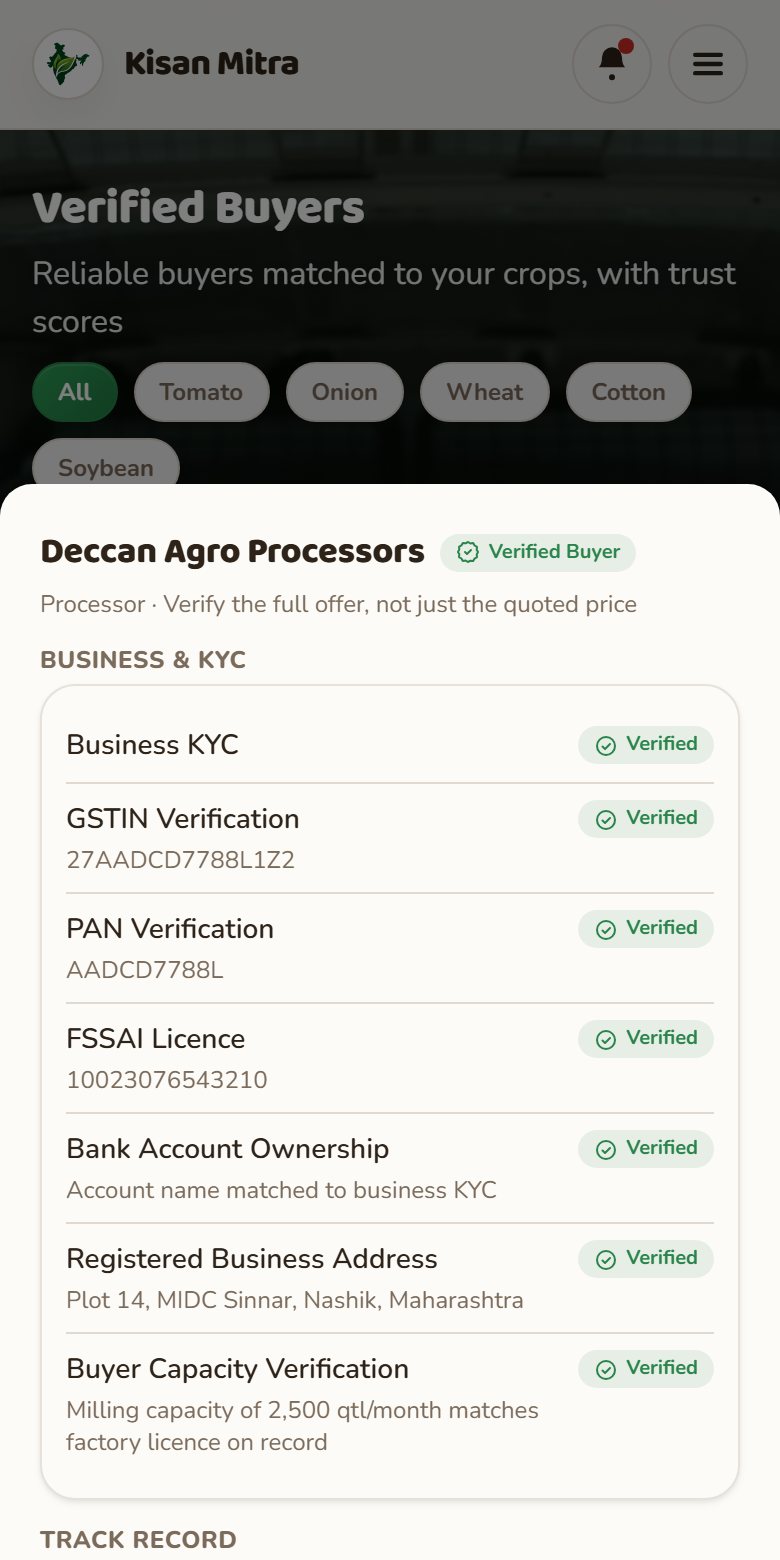 Kisan Mitra
Verified Buyers
Reliable buyers matched to your crops, with trust
scores
All Tomato Onion Wheat Cotton
Soybean
Deccan Agro Processors Verified Buyer
Processor · Verify the full offer, not just the quoted price
BUSINESS & KYC
Business KYC Verified
GSTIN Verification Verified
27AADCD7788L1Z2
PAN Verification Verified
AADCD7788L
FSSAI Licence Verified
10023076543210
Bank Account Ownership Verified
Account name matched to business KYC
Registered Business Address Verified
Plot 14, MIDC Sinnar, Nashik, Maharashtra
Buyer Capacity Verification Verified
Milling capacity of 2,500 qtl/month matches
factory licence on record
TRACK RECORD